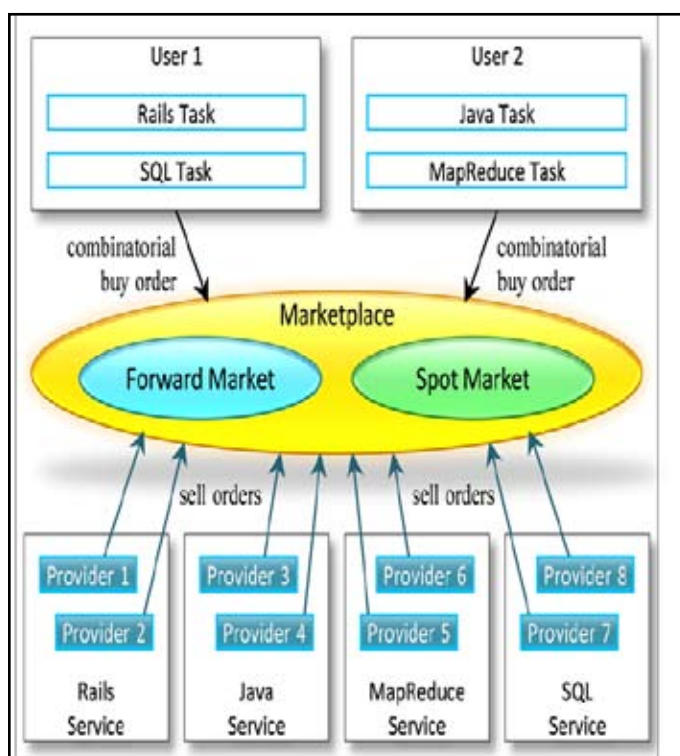 User 1
Rails Task
SQL Task
User 2
Java Task
MapReduce Task
combinatorial
buy order
combinatorial
buy order
Marketplace
Forward Market
Spot Market
sell orders
sell orders
Provider 1
Provider 2
Rails
Service
Provider 3
Provider 4
Java
Service
Provider 6
Provider 5
MapReduce
Service
Provider 8
Provider 7
SQL
Service